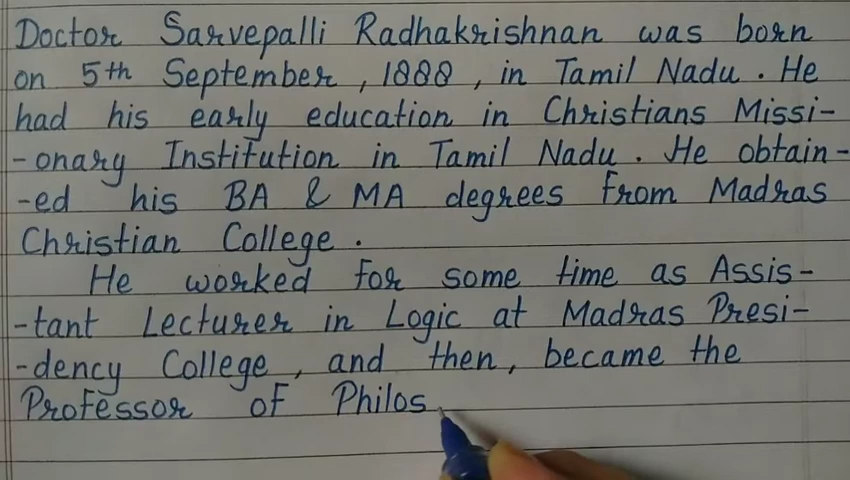 Doctor Sarvepalli Radhakrishnan was born
on 5th September , 1888 , in Tamil Nadu . He
had his early education in Christians Missi-
-onary Institution in Tamil Nadu . He obtain-
-ed his BA & MA degrees from Madras
Christian College .
He worked for some time as Assis-
-tant Lecturer in Logic at Madras Presi-
-dency College , and then , became the
Professor of Philos